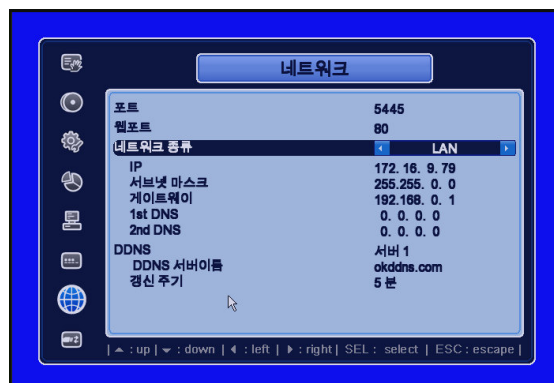 네트워크
포트 5445
웹포트 80
네트워크 종류 LAN
IP 172. 16. 9. 79
서브넷 마스크 255.255. 0. 0
게이트웨이 192.168. 0. 1
1st DNS 0. 0. 0. 0
2nd DNS 0. 0. 0. 0
DDNS 서버 1
DDNS 서버이름 okddns.com
갱신 주기 5 분
| ▲ : up | ▼ : down | ◀ : left | ▶ : right | SEL : select | ESC : escape |